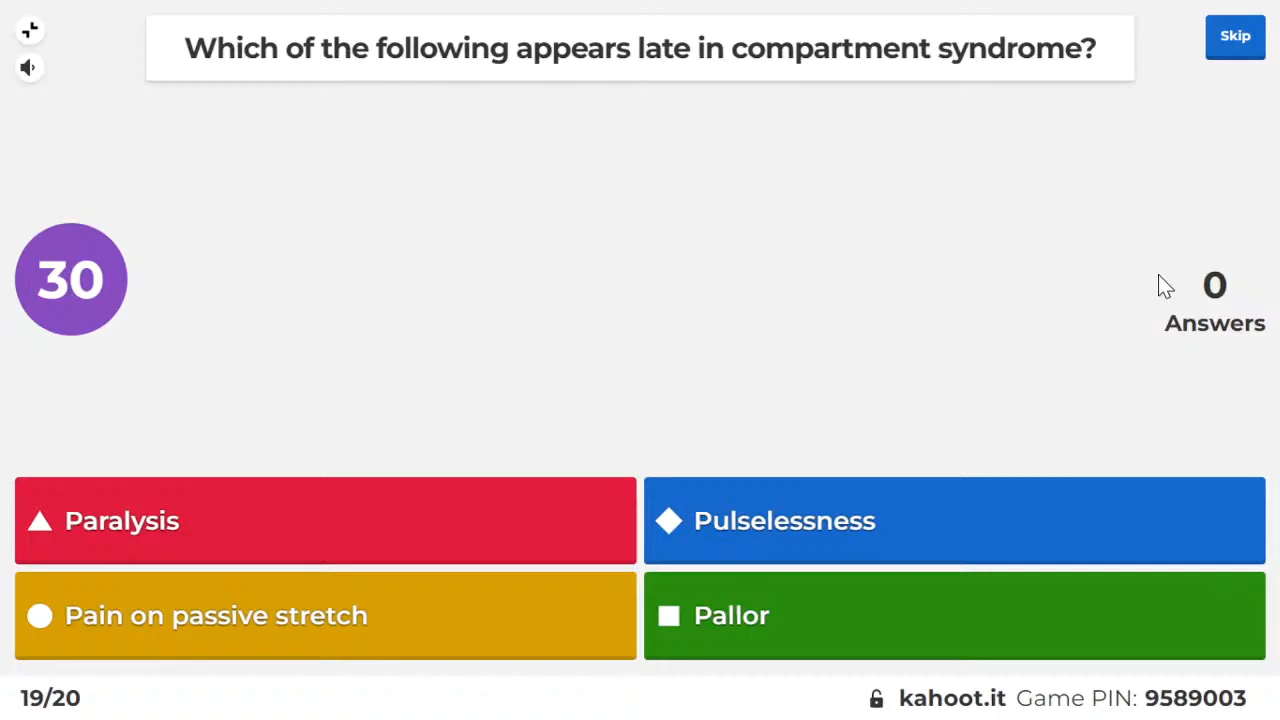 Which of the following appears late in compartment syndrome?
Skip
30
0
Answers
Paralysis
Pulselessness
Pain on passive stretch
Pallor
19/20
kahoot.it Game PIN: 9589003